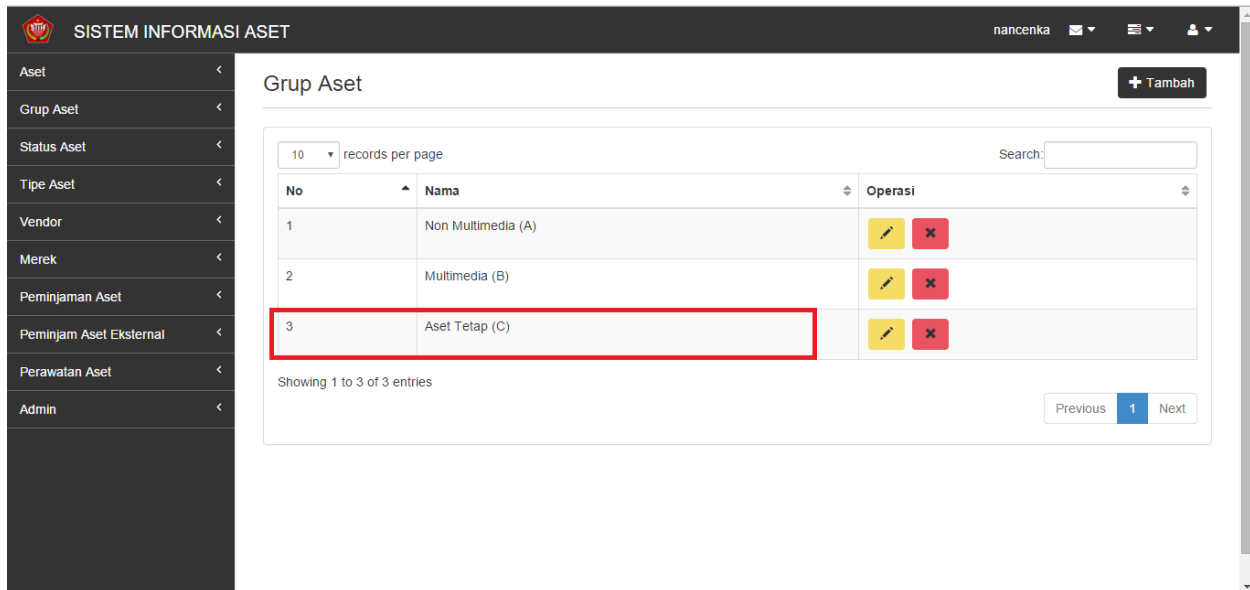 SISTEM INFORMASI ASET
nancenka
Aset
Grup Aset
Status Aset
Tipe Aset
Vendor
Merek
Peminjaman Aset
Peminjam Aset Eksternal
Perawatan Aset
Admin
Grup Aset
Tambah
10 records per page
Search:
No Nama Operasi
1 Non Multimedia (A)
2 Multimedia (B)
3 Aset Tetap (C)
Showing 1 to 3 of 3 entries
Previous 1 Next